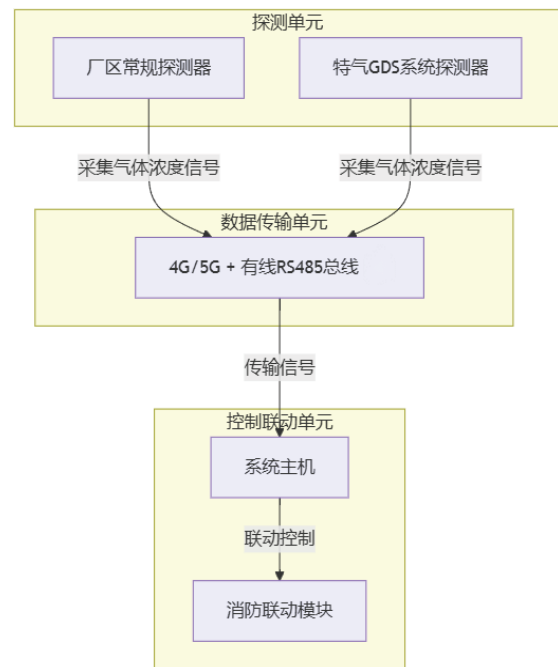 探测单元
厂区常规探测器
特气GDS系统探测器
采集气体浓度信号
采集气体浓度信号
数据传输单元
4G/5G + 有线RS485总线
传输信号
控制联动单元
系统主机
联动控制
消防联动模块